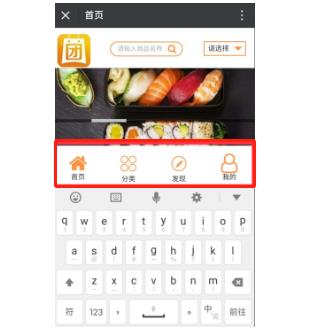 首页
团
请输入商品名称
请选择
首页 分类 发现 我的
q w e r t y u i o p
a s d f g h j k l
z x c v b n m
符 123 , 。 中 前往